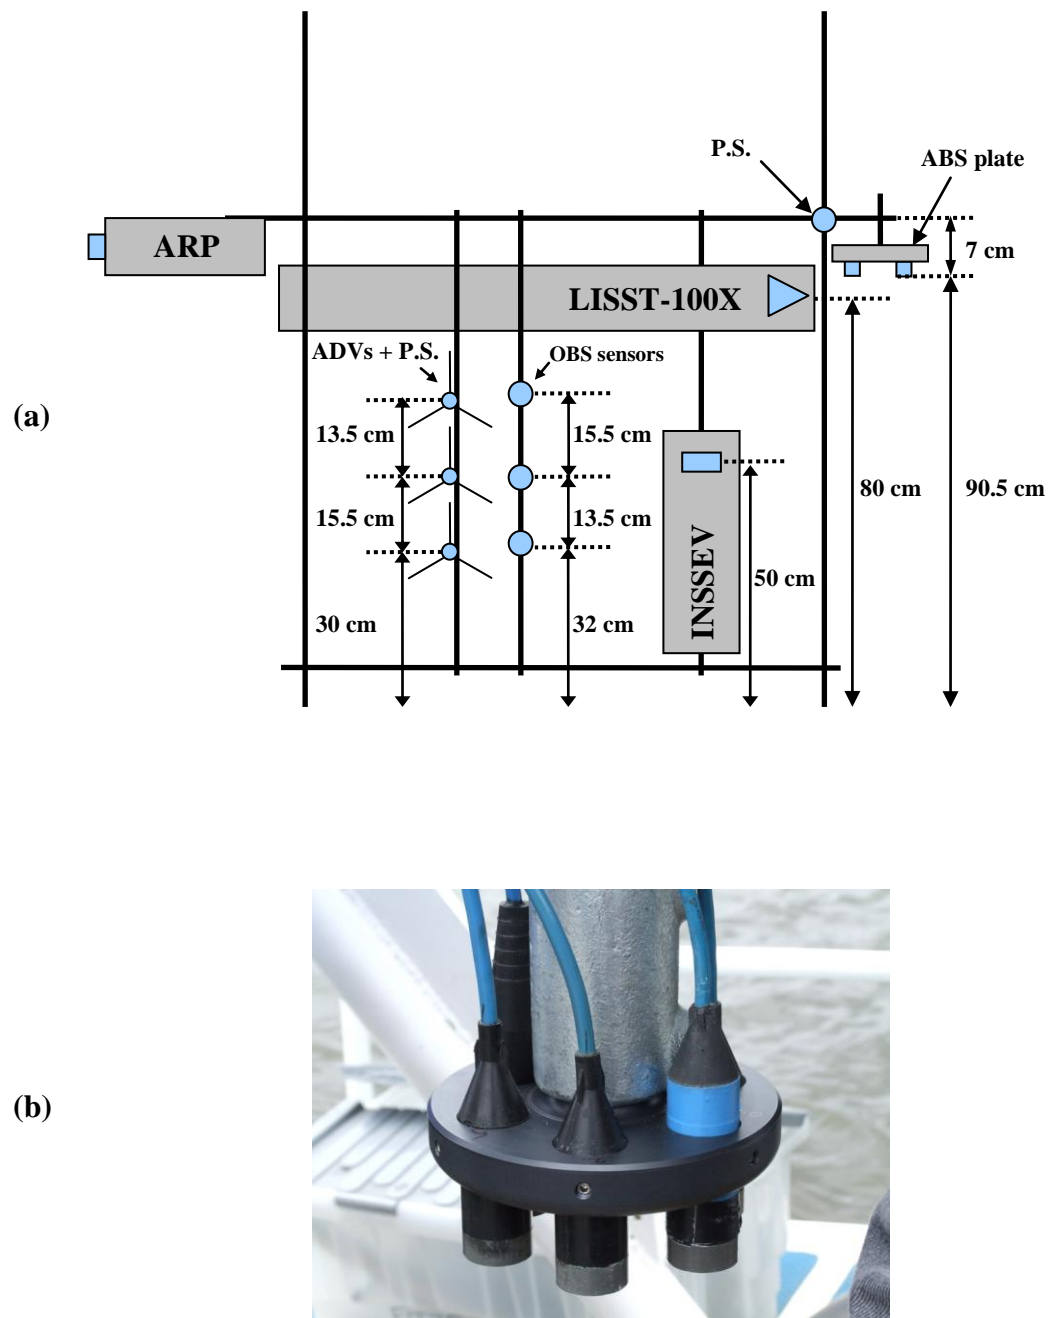 P.S.
ABS plate
ARP
7 cm
LISST-100X
ADVs + P.S.
OBS sensors
(a)
13.5 cm
15.5 cm
80 cm
90.5 cm
15.5 cm
13.5 cm
INSSEV
50 cm
30 cm
32 cm
(b)